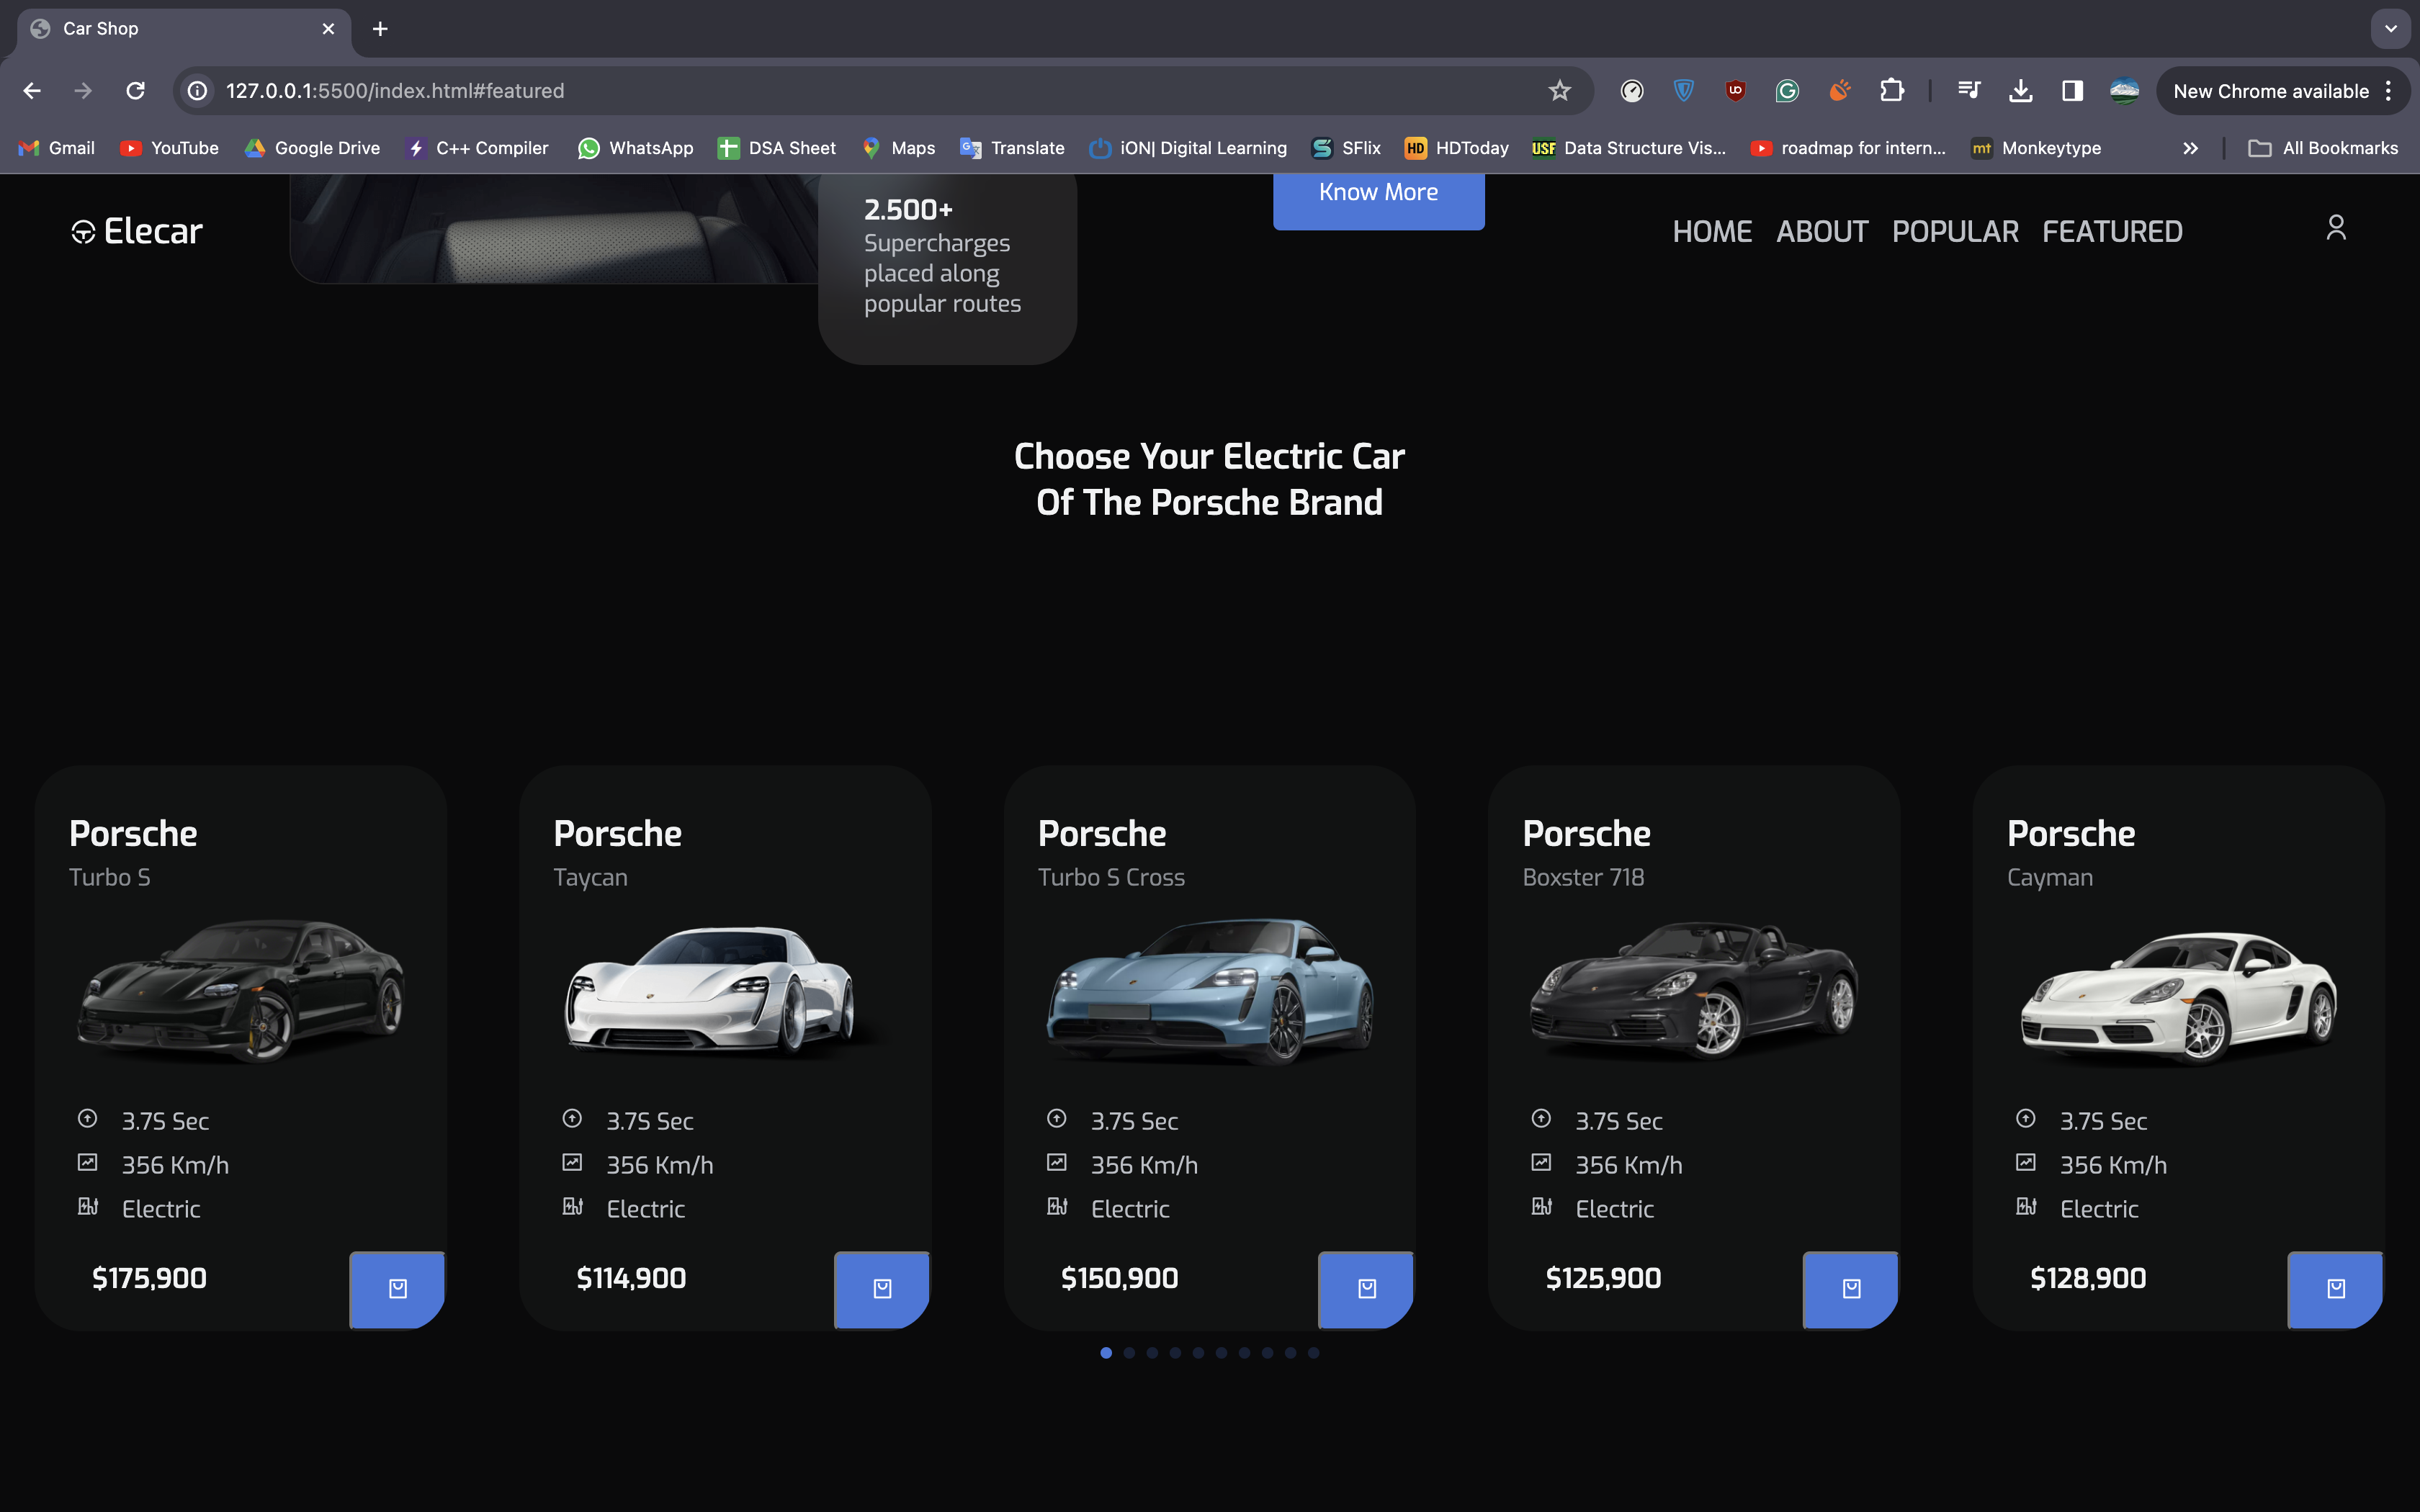 Car Shop
127.0.0.1:5500/index.html#featured
New Chrome available
Gmail YouTube Google Drive C++ Compiler WhatsApp DSA Sheet Maps Translate iON| Digital Learning SFlix HDToday Data Structure Vis... roadmap for intern... Monkeytype All Bookmarks
Know More
2.500+
Supercharges
placed along
popular routes
Elecar
HOME ABOUT POPULAR FEATURED
Choose Your Electric Car
Of The Porsche Brand
Porsche
Turbo S
3.7S Sec
356 Km/h
Electric
$175,900
Porsche
Taycan
3.7S Sec
356 Km/h
Electric
$114,900
Porsche
Turbo S Cross
3.7S Sec
356 Km/h
Electric
$150,900
Porsche
Boxster 718
3.7S Sec
356 Km/h
Electric
$125,900
Porsche
Cayman
3.7S Sec
356 Km/h
Electric
$128,900